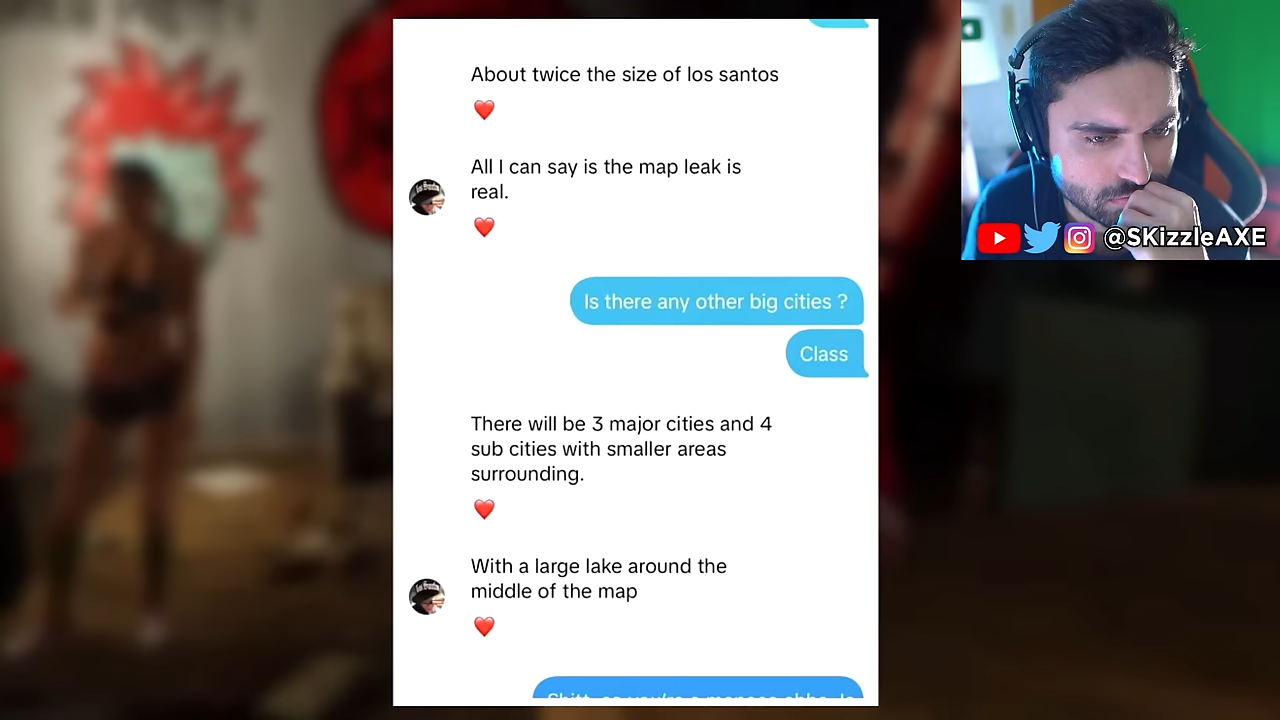 About twice the size of los santos
❤️
All I can say is the map leak is
real.
❤️
@SKizzleAXE
Is there any other big cities ?
Class
There will be 3 major cities and 4
sub cities with smaller areas
surrounding.
❤️
With a large lake around the
middle of the map
❤️